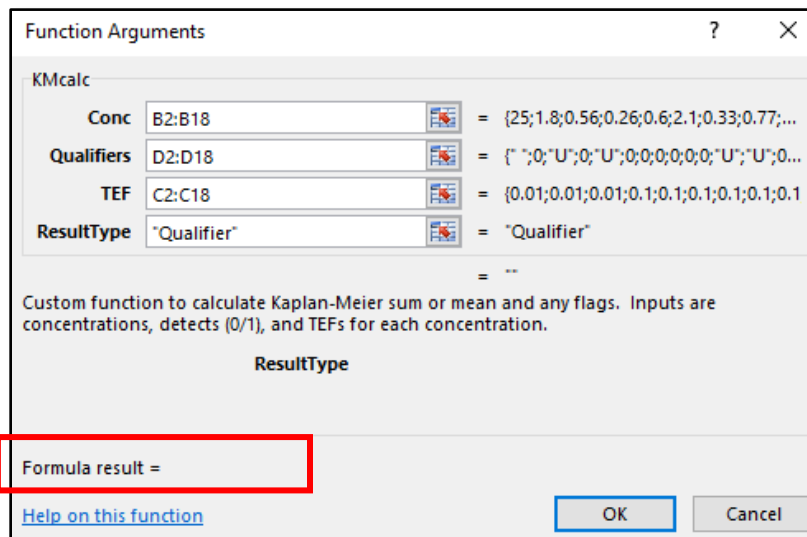 Function Arguments ? ×
KMcalc
Conc B2:B18 = {25;1.8;0.56;0.26;0.6;2.1;0.33;0.77;...
Qualifiers D2:D18 = {" ";0;"U";0;"U";0;0;0;0;0;0;"U";"U";0...
TEF C2:C18 = {0.01;0.01;0.01;0.1;0.1;0.1;0.1;0.1;0.1
ResultType "Qualifier" = "Qualifier"
= ""
Custom function to calculate Kaplan-Meier sum or mean and any flags. Inputs are
concentrations, detects (0/1), and TEFs for each concentration.
ResultType
Formula result =
Help on this function OK Cancel